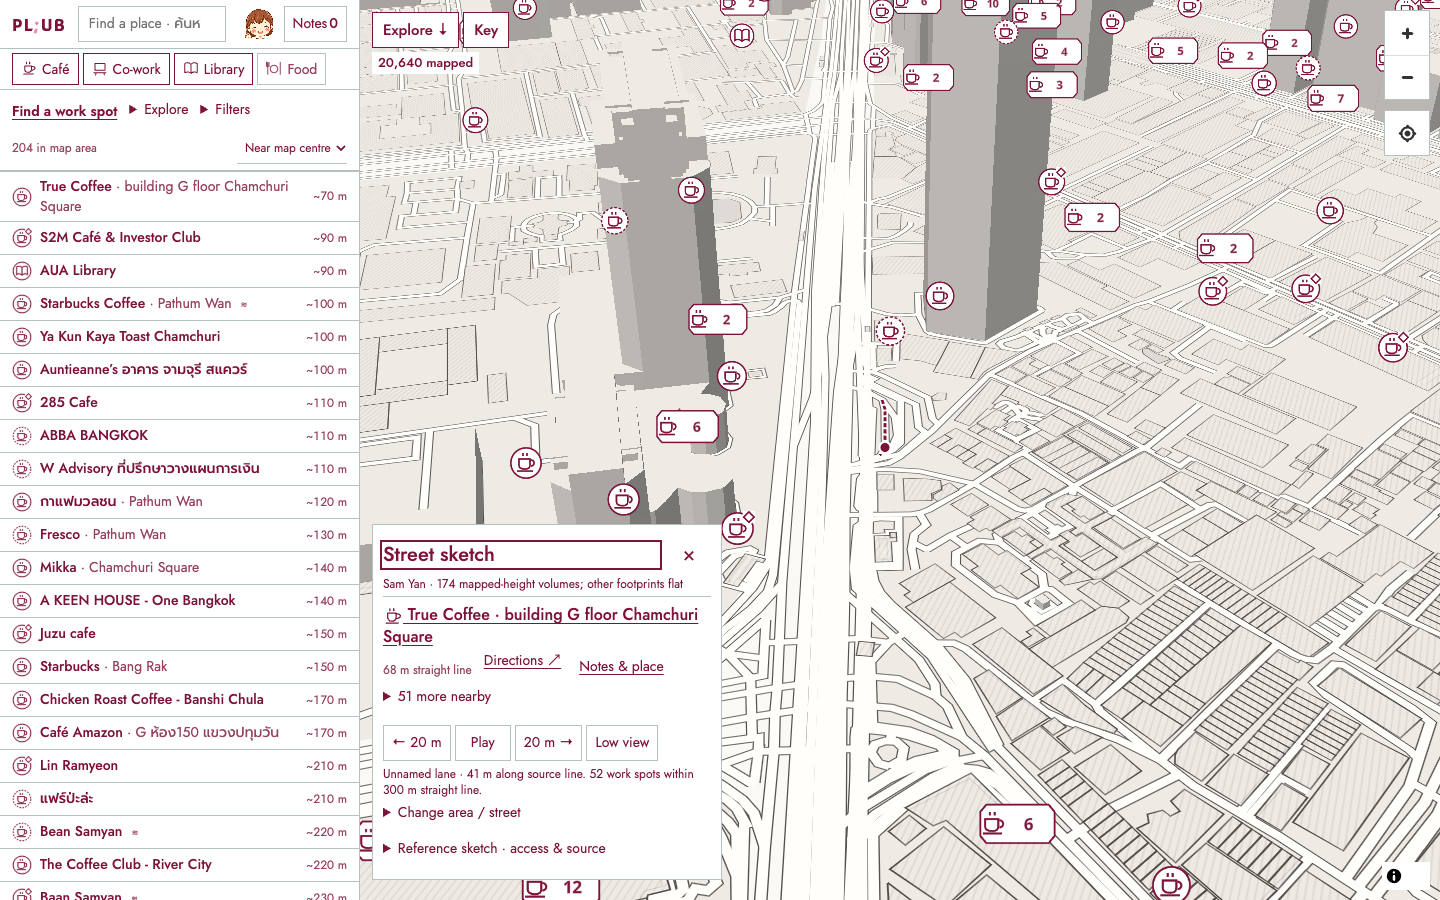 PL;UB
Find a place · ค้นหา
Notes 0
Café
Co-work
Library
Food
Find a work spot
Explore
Filters
204 in map area
Near map centre
True Coffee · building G floor Chamchuri
Square
~70 m
S2M Café & Investor Club
~90 m
AUA Library
~90 m
Starbucks Coffee · Pathum Wan ≈
~100 m
Ya Kun Kaya Toast Chamchuri
~100 m
Auntieanne's อาคาร จามจุรี สแควร์
~100 m
285 Cafe
~110 m
ABBA BANGKOK
~110 m
W Advisory ที่ปรึกษาวางแผนการเงิน
~110 m
กาแฟมวลชน · Pathum Wan
~120 m
Fresco · Pathum Wan
~130 m
Mikka · Chamchuri Square
~140 m
A KEEN HOUSE - One Bangkok
~140 m
Juzu cafe
~150 m
Starbucks · Bang Rak
~150 m
Chicken Roast Coffee - Banshi Chula
~170 m
Café Amazon · G ห้อง150 แขวงปทุมวัน
~170 m
Lin Ramyeon
~210 m
แฟร์ปะล่ะ
~210 m
Bean Samyan ≈
~220 m
The Coffee Club - River City
~220 m
Baan Samyan ≈
~230 m
Explore ↓
Key
20,640 mapped
2
6
10
2
5
4
3
2
5
2
2
7
2
2
2
6
6
12
+
−
Street sketch
×
Sam Yan · 174 mapped-height volumes; other footprints flat
True Coffee · building G floor Chamchuri
Square
68 m straight line
Directions ↗
Notes & place
51 more nearby
← 20 m
Play
20 m →
Low view
Unnamed lane · 41 m along source line. 52 work spots within
300 m straight line.
Change area / street
Reference sketch · access & source